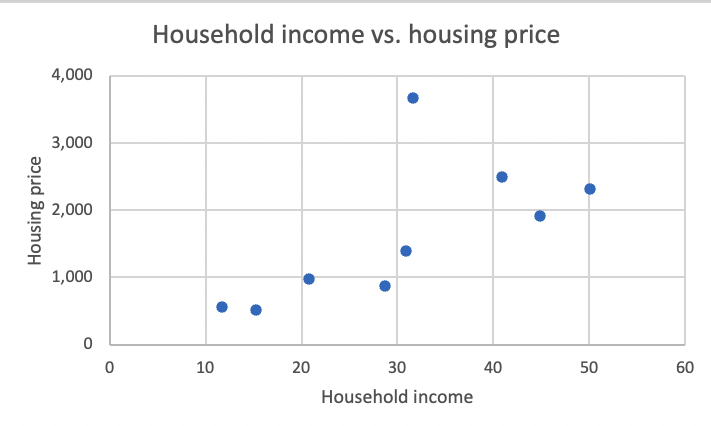 Household income vs. housing price
4,000
3,000
2,000
1,000
0
Housing price
0 10 20 30 40 50 60
Household income